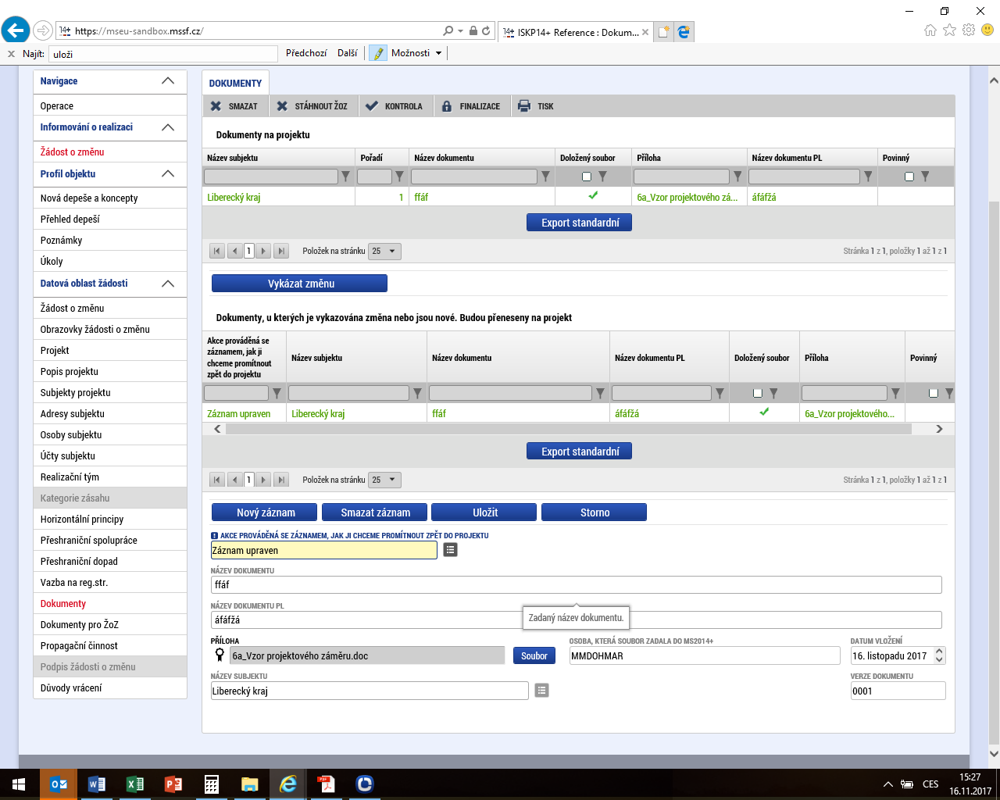 https://mseu-sandbox.mssf.cz/
14+ ISKP14+ Reference : Dokum...
Najít: uloži Předchozí Další Možnosti
Navigace
Operace
Informování o realizaci
Žádost o změnu
Profil objektu
Nová depeše a koncepty
Přehled depeší
Poznámky
Úkoly
Datová oblast žádosti
Žádost o změnu
Obrazovky žádosti o změnu
Projekt
Popis projektu
Subjekty projektu
Adresy subjektu
Osoby subjektu
Účty subjektu
Realizační tým
Kategorie zásahu
Horizontální principy
Přeshraniční spolupráce
Přeshraniční dopad
Vazba na reg.str.
Dokumenty
Dokumenty pro ŽoZ
Propagační činnost
Podpis žádosti o změnu
Důvody vrácení
DOKUMENTY
SMAZAT STÁHNOUT ŽOZ KONTROLA FINALIZACE TISK
Dokumenty na projektu
Název subjektu Pořadí Název dokumentu Doložený soubor Příloha Název dokumentu PL Povinný
Liberecký kraj 1 ffáf 6a_Vzor projektového zá... áfáfžá
Export standardní
1 Položek na stránku 25 Stránka 1 z 1, položky 1 až 1 z 1
Vykázat změnu
Dokumenty, u kterých je vykazována změna nebo jsou nové. Budou přeneseny na projekt
Akce prováděná se
záznamem, jak ji
chceme promítnout
zpět do projektu
Název subjektu Název dokumentu Název dokumentu PL Doložený soubor Příloha Povinný
Záznam upraven Liberecký kraj ffáf áfáfžá 6a_Vzor projektového...
Export standardní
1 Položek na stránku 25 Stránka 1 z 1, položky 1 až 1 z 1
Nový záznam Smazat záznam Uložit Storno
AKCE PROVÁDĚNÁ SE ZÁZNAMEM, JAK JI CHCEME PROMÍTNOUT ZPĚT DO PROJEKTU
Záznam upraven
NÁZEV DOKUMENTU
ffáf
NÁZEV DOKUMENTU PL
áfáfžá
Zadaný název dokumentu.
PŘÍLOHA OSOBA, KTERÁ SOUBOR ZADALA DO MS2014+ DATUM VLOŽENÍ
6a_Vzor projektového záměru.doc Soubor MMDOHMAR 16. listopadu 2017
NÁZEV SUBJEKTU VERZE DOKUMENTU
Liberecký kraj 0001
CES
15:27
16.11.2017